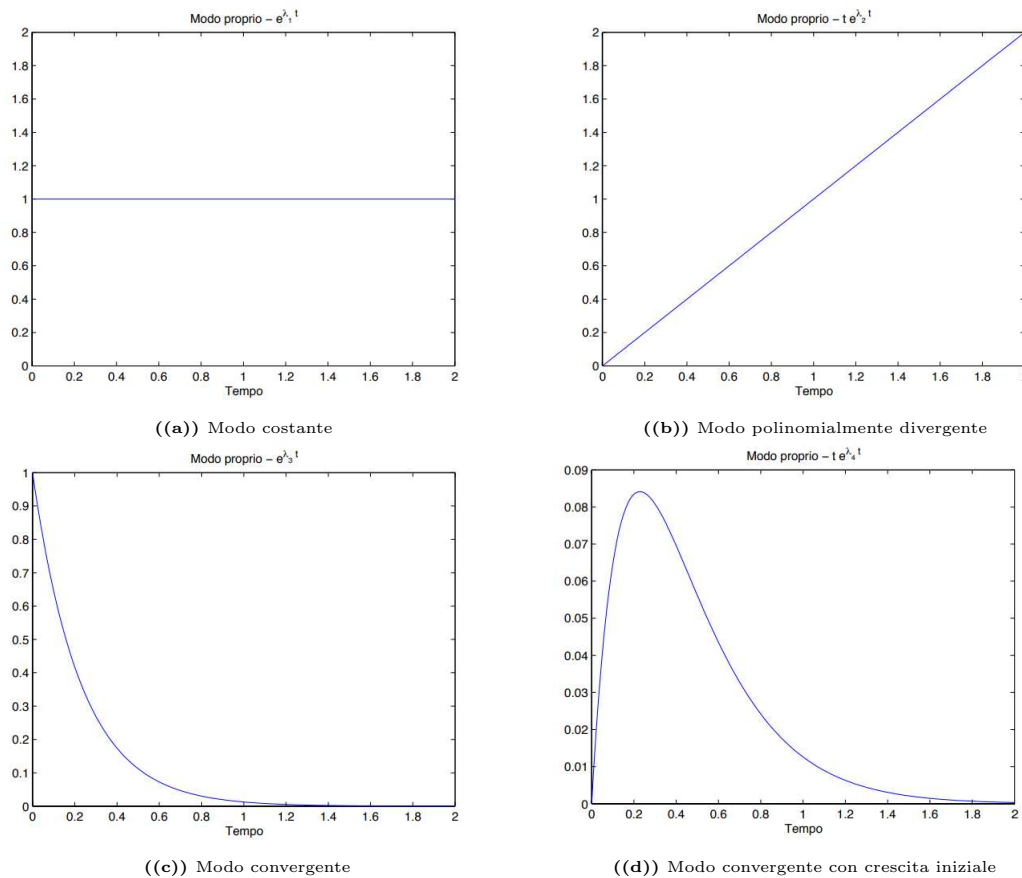 Modo proprio – e^λ₁ t
2
1.8
1.6
1.4
1.2
1
0.8
0.6
0.4
0.2
0
0 0.2 0.4 0.6 0.8 1 1.2 1.4 1.6 1.8 2
Tempo
((a)) Modo costante
Modo proprio – t e^λ₂ t
2
1.8
1.6
1.4
1.2
1
0.8
0.6
0.4
0.2
0
0 0.2 0.4 0.6 0.8 1 1.2 1.4 1.6 1.8 2
Tempo
((b)) Modo polinomialmente divergente
Modo proprio – e^λ₃ t
1
0.9
0.8
0.7
0.6
0.5
0.4
0.3
0.2
0.1
0
0 0.2 0.4 0.6 0.8 1 1.2 1.4 1.6 1.8 2
Tempo
((c)) Modo convergente
Modo proprio – t e^λ₄ t
0.09
0.08
0.07
0.06
0.05
0.04
0.03
0.02
0.01
0
0 0.2 0.4 0.6 0.8 1 1.2 1.4 1.6 1.8 2
Tempo
((d)) Modo convergente con crescita iniziale